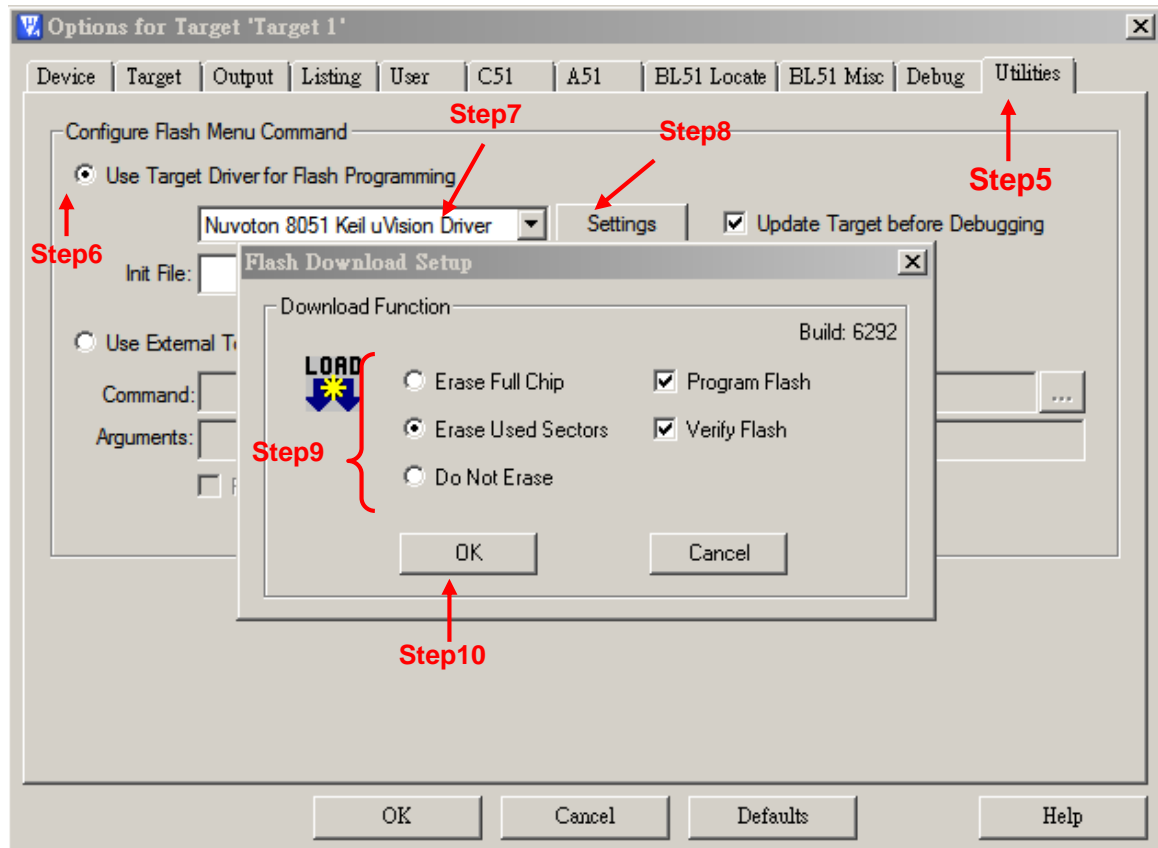 Options for Target 'Target 1'
Device Target Output Listing User C51 A51 BL51 Locate BL51 Misc Debug Utilities
Configure Flash Menu Command
Step7
Step8
Step5
Use Target Driver for Flash Programming
Step6
Nuvoton 8051 Keil uVision Driver Settings Update Target before Debugging
Init File:
Flash Download Setup
Download Function
Build: 6292
Use External
LOAD
Erase Full Chip Program Flash
Command: ...
Erase Used Sectors Verify Flash
Arguments:
Step9
Do Not Erase
OK Cancel
Step10
OK Cancel Defaults Help